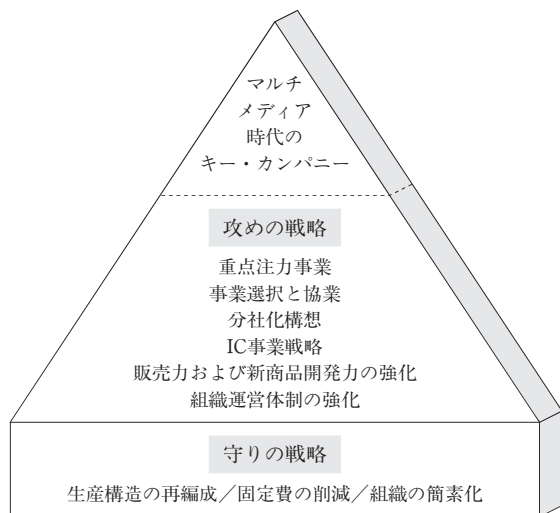 マルチ
メディア
時代の
キー・カンパニー
攻めの戦略
重点注力事業
事業選択と協業
分社化構想
IC事業戦略
販売力および新商品開発力の強化
組織運営体制の強化
守りの戦略
生産構造の再編成／固定費の削減／組織の簡素化